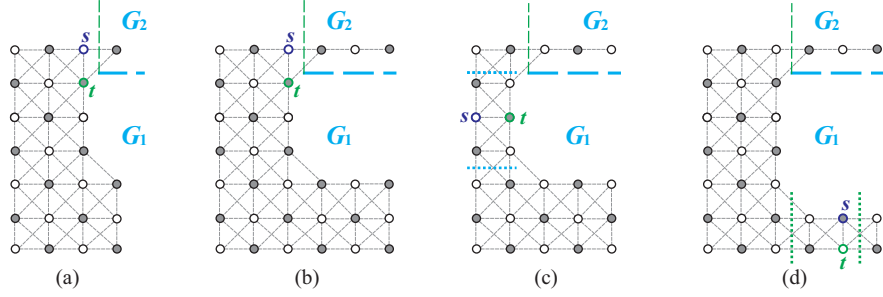 s G₂ t G₁ (a)
s G₂ t G₁ (b)
G₂ s t G₁ (c)
G₂ G₁ s t (d)